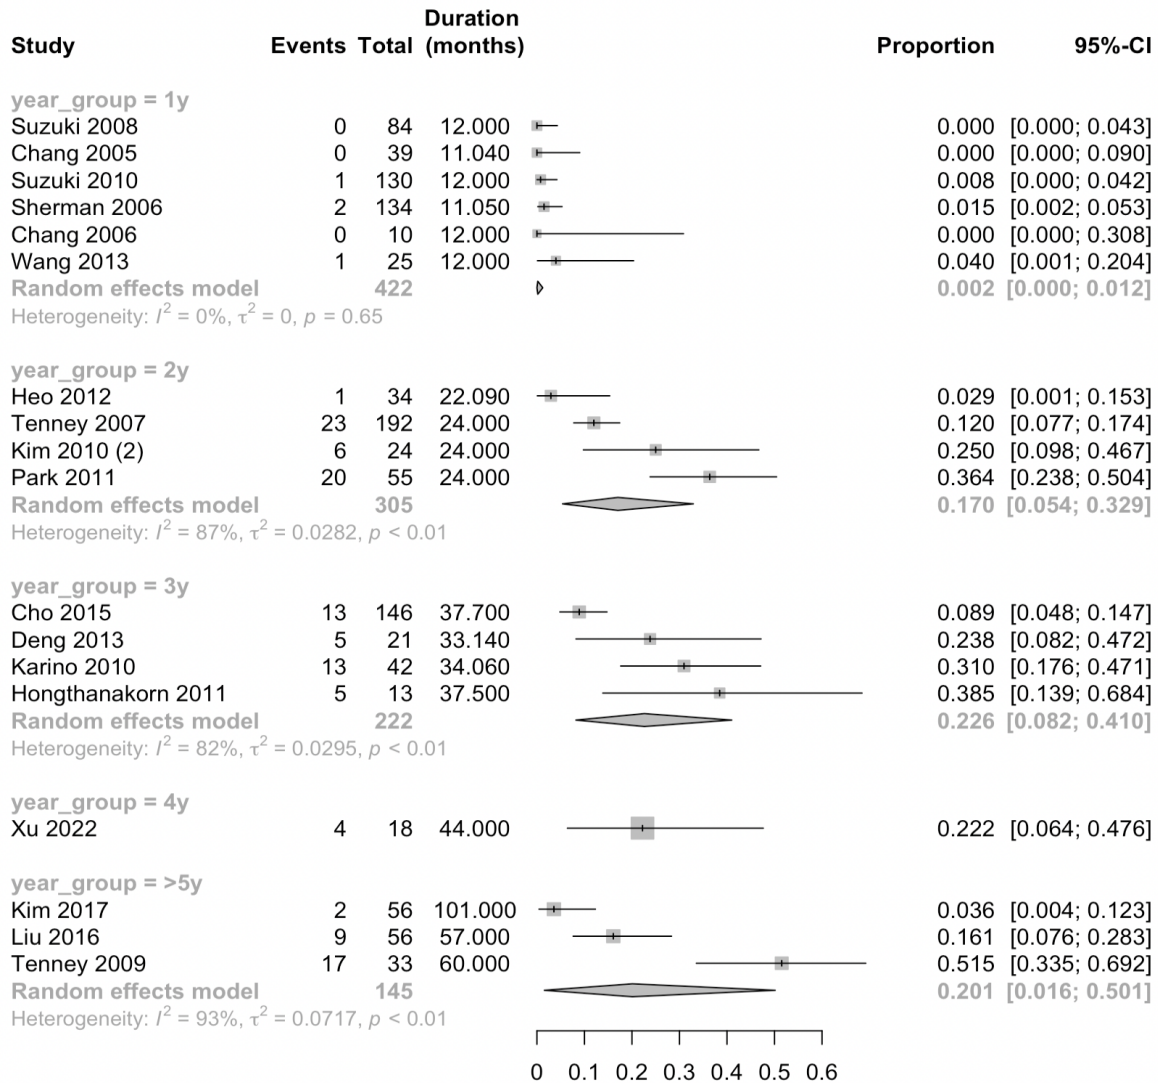 Duration
Study Events Total (months) Proportion 95%-CI
year_group = 1y
Suzuki 2008 0 84 12.000 0.000 [0.000; 0.043]
Chang 2005 0 39 11.040 0.000 [0.000; 0.090]
Suzuki 2010 1 130 12.000 0.008 [0.000; 0.042]
Sherman 2006 2 134 11.050 0.015 [0.002; 0.053]
Chang 2006 0 10 12.000 0.000 [0.000; 0.308]
Wang 2013 1 25 12.000 0.040 [0.001; 0.204]
Random effects model 422 0.002 [0.000; 0.012]
Heterogeneity: I² = 0%, τ² = 0, p = 0.65
year_group = 2y
Heo 2012 1 34 22.090 0.029 [0.001; 0.153]
Tenney 2007 23 192 24.000 0.120 [0.077; 0.174]
Kim 2010 (2) 6 24 24.000 0.250 [0.098; 0.467]
Park 2011 20 55 24.000 0.364 [0.238; 0.504]
Random effects model 305 0.170 [0.054; 0.329]
Heterogeneity: I² = 87%, τ² = 0.0282, p < 0.01
year_group = 3y
Cho 2015 13 146 37.700 0.089 [0.048; 0.147]
Deng 2013 5 21 33.140 0.238 [0.082; 0.472]
Karino 2010 13 42 34.060 0.310 [0.176; 0.471]
Hongthanakorn 2011 5 13 37.500 0.385 [0.139; 0.684]
Random effects model 222 0.226 [0.082; 0.410]
Heterogeneity: I² = 82%, τ² = 0.0295, p < 0.01
year_group = 4y
Xu 2022 4 18 44.000 0.222 [0.064; 0.476]
year_group = >5y
Kim 2017 2 56 101.000 0.036 [0.004; 0.123]
Liu 2016 9 56 57.000 0.161 [0.076; 0.283]
Tenney 2009 17 33 60.000 0.515 [0.335; 0.692]
Random effects model 145 0.201 [0.016; 0.501]
Heterogeneity: I² = 93%, τ² = 0.0717, p < 0.01
0 0.1 0.2 0.3 0.4 0.5 0.6